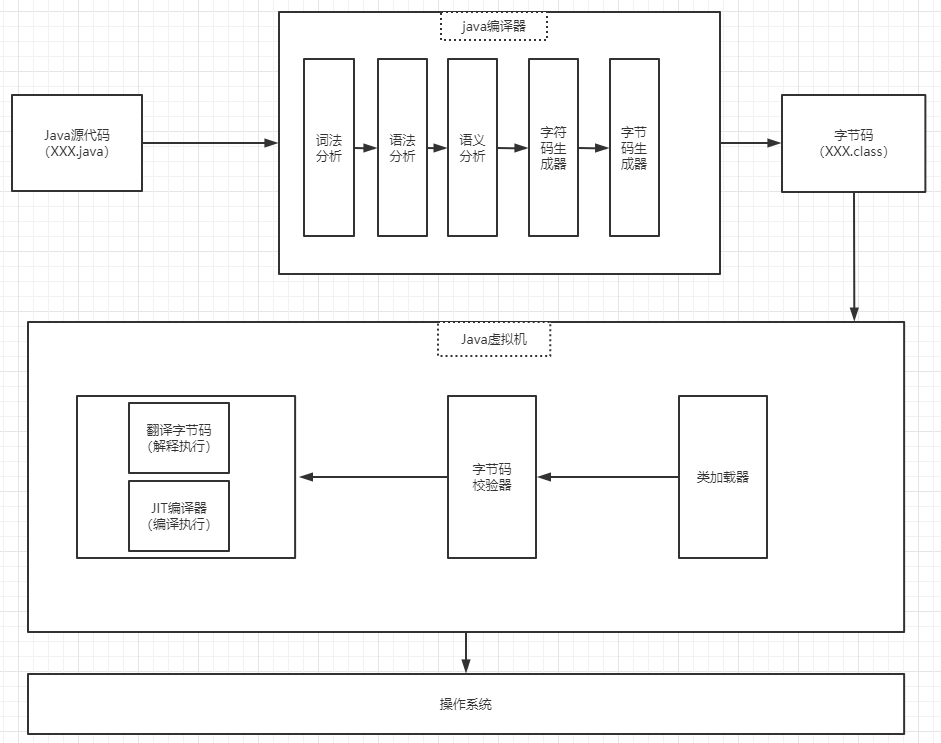 java编译器
Java源代码
（XXX.java）
词法
分析
语法
分析
语义
分析
字符
码生
成器
字节
码生
成器
字节码
（XXX.class）
Java虚拟机
翻译字节码
（解释执行）
JIT编译器
（编译执行）
字节码
校验器
类加载器
操作系统